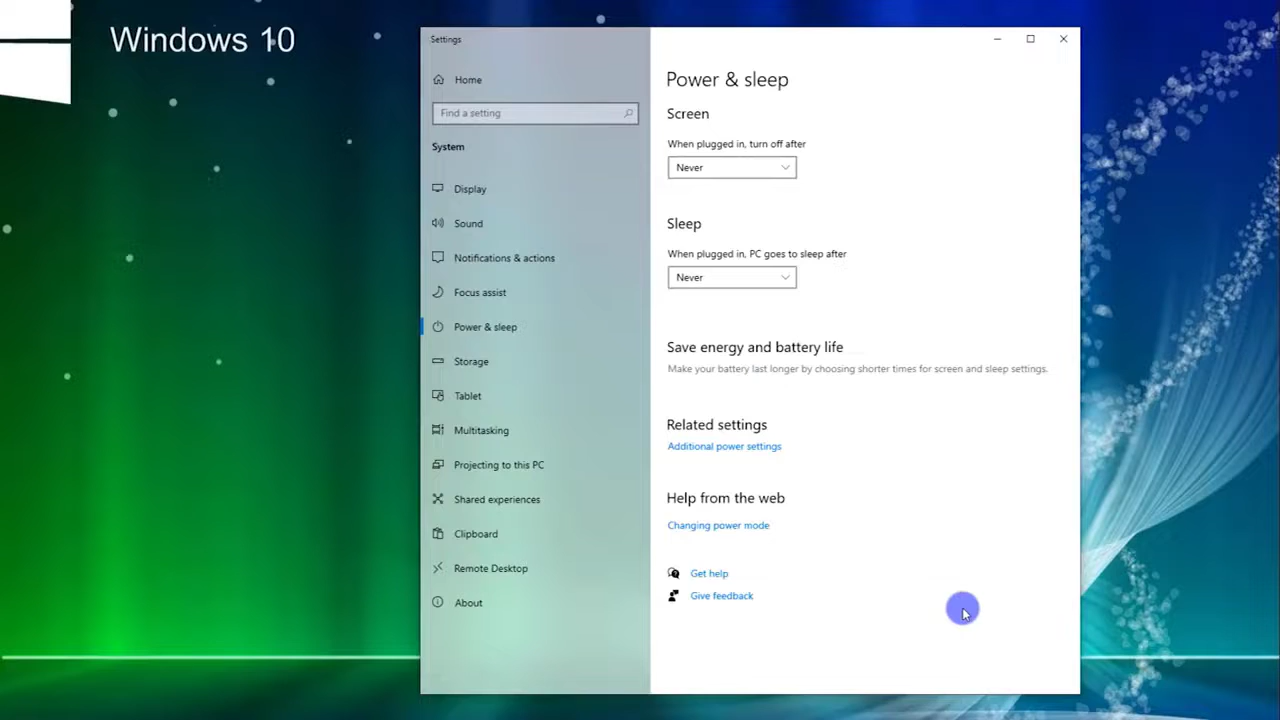 Windows 10
Settings
Home
Find a setting
System
Display
Sound
Notifications & actions
Focus assist
Power & sleep
Storage
Tablet
Multitasking
Projecting to this PC
Shared experiences
Clipboard
Remote Desktop
About
Power & sleep
Screen
When plugged in, turn off after
Never
Sleep
When plugged in, PC goes to sleep after
Never
Save energy and battery life
Make your battery last longer by choosing shorter times for screen and sleep settings.
Related settings
Additional power settings
Help from the web
Changing power mode
Get help
Give feedback